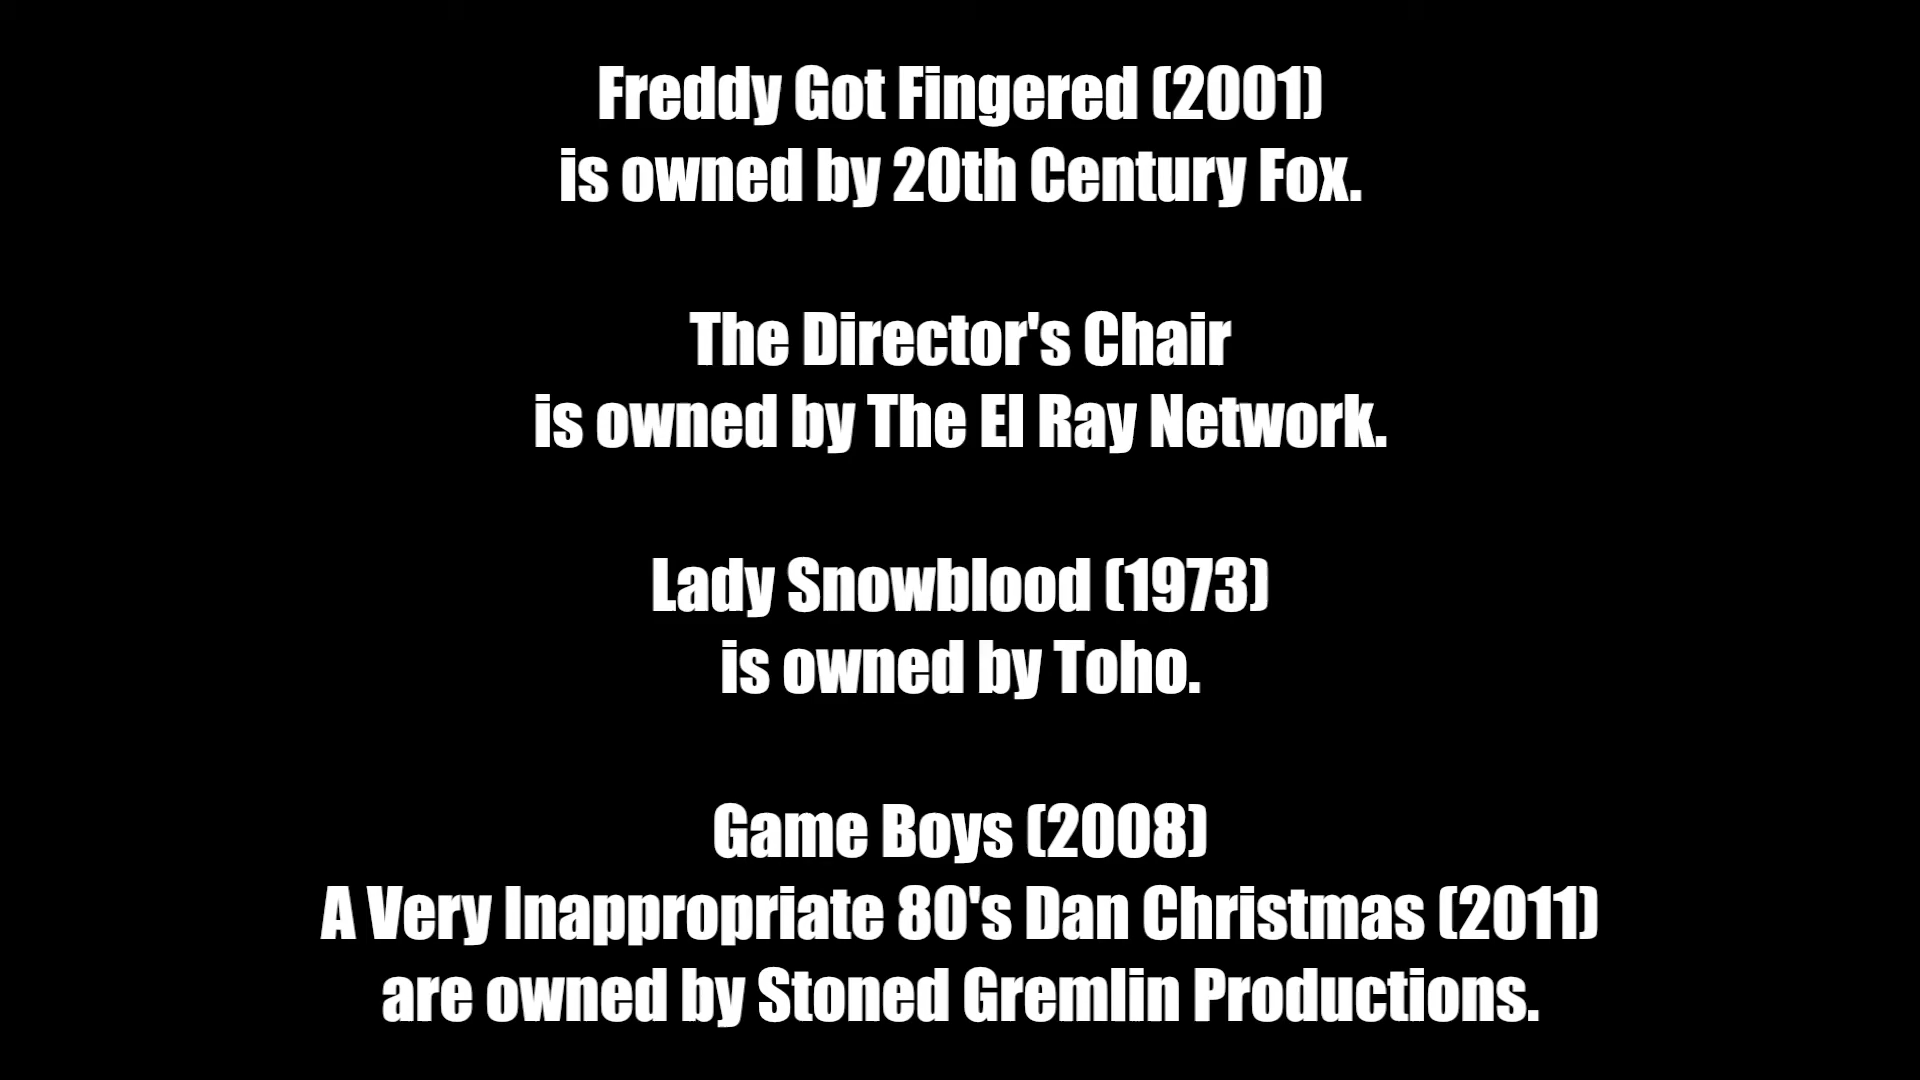 Freddy Got Fingered (2001)
is owned by 20th Century Fox.
The Director's Chair
is owned by The El Ray Network.
Lady Snowblood (1973)
is owned by Toho.
Game Boys (2008)
A Very Inappropriate 80's Dan Christmas (2011)
are owned by Stoned Gremlin Productions.